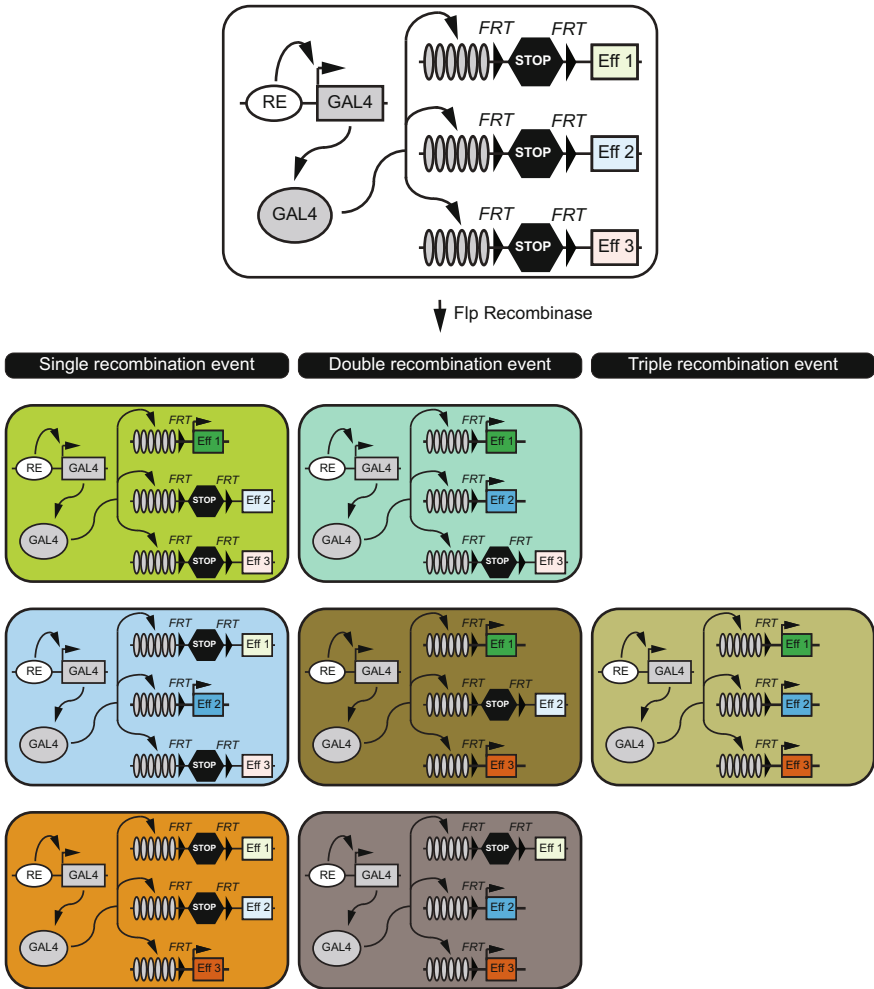 FRT FRT
STOP Eff 1
RE GAL4
FRT FRT
STOP Eff 2
GAL4
FRT FRT
STOP Eff 3
Flp Recombinase
Single recombination event Double recombination event Triple recombination event
FRT
Eff 1
RE GAL4
FRT FRT
STOP Eff 2
GAL4
FRT FRT
STOP Eff 3
FRT
Eff 1
RE GAL4
FRT
Eff 2
GAL4
FRT FRT
STOP Eff 3
FRT FRT
STOP Eff 1
RE GAL4
FRT
Eff 2
GAL4
FRT FRT
STOP Eff 3
FRT
Eff 1
RE GAL4
FRT FRT
STOP Eff 2
GAL4
FRT
Eff 3
FRT
Eff 1
RE GAL4
FRT
Eff 2
GAL4
FRT
Eff 3
FRT FRT
STOP Eff 1
RE GAL4
FRT FRT
STOP Eff 2
GAL4
FRT
Eff 3
FRT FRT
STOP Eff 1
RE GAL4
FRT
Eff 2
GAL4
FRT
Eff 3